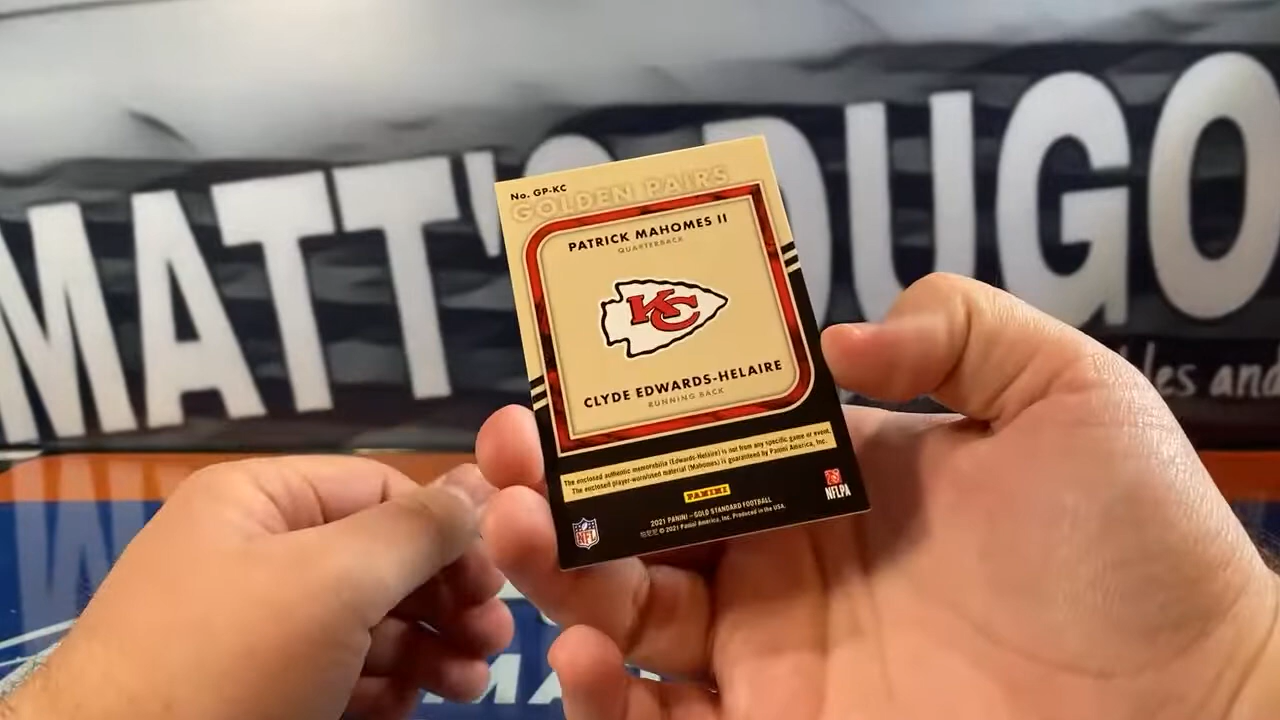 MATT'S DUGO
les and
No. GP-KC
GOLDEN PAIRS
PATRICK MAHOMES II
QUARTERBACK
KC
CLYDE EDWARDS-HELAIRE
RUNNING BACK
The enclosed authentic memorabilia (Edwards-Helaire) is not from any specific game or event.
The enclosed player-worn/used material (Mahomes) is guaranteed by Panini America, Inc.
PANINI
2021 PANINI – GOLD STANDARD FOOTBALL
© 2021 Panini America, Inc. Produced in the USA.
NFL
NFLPA